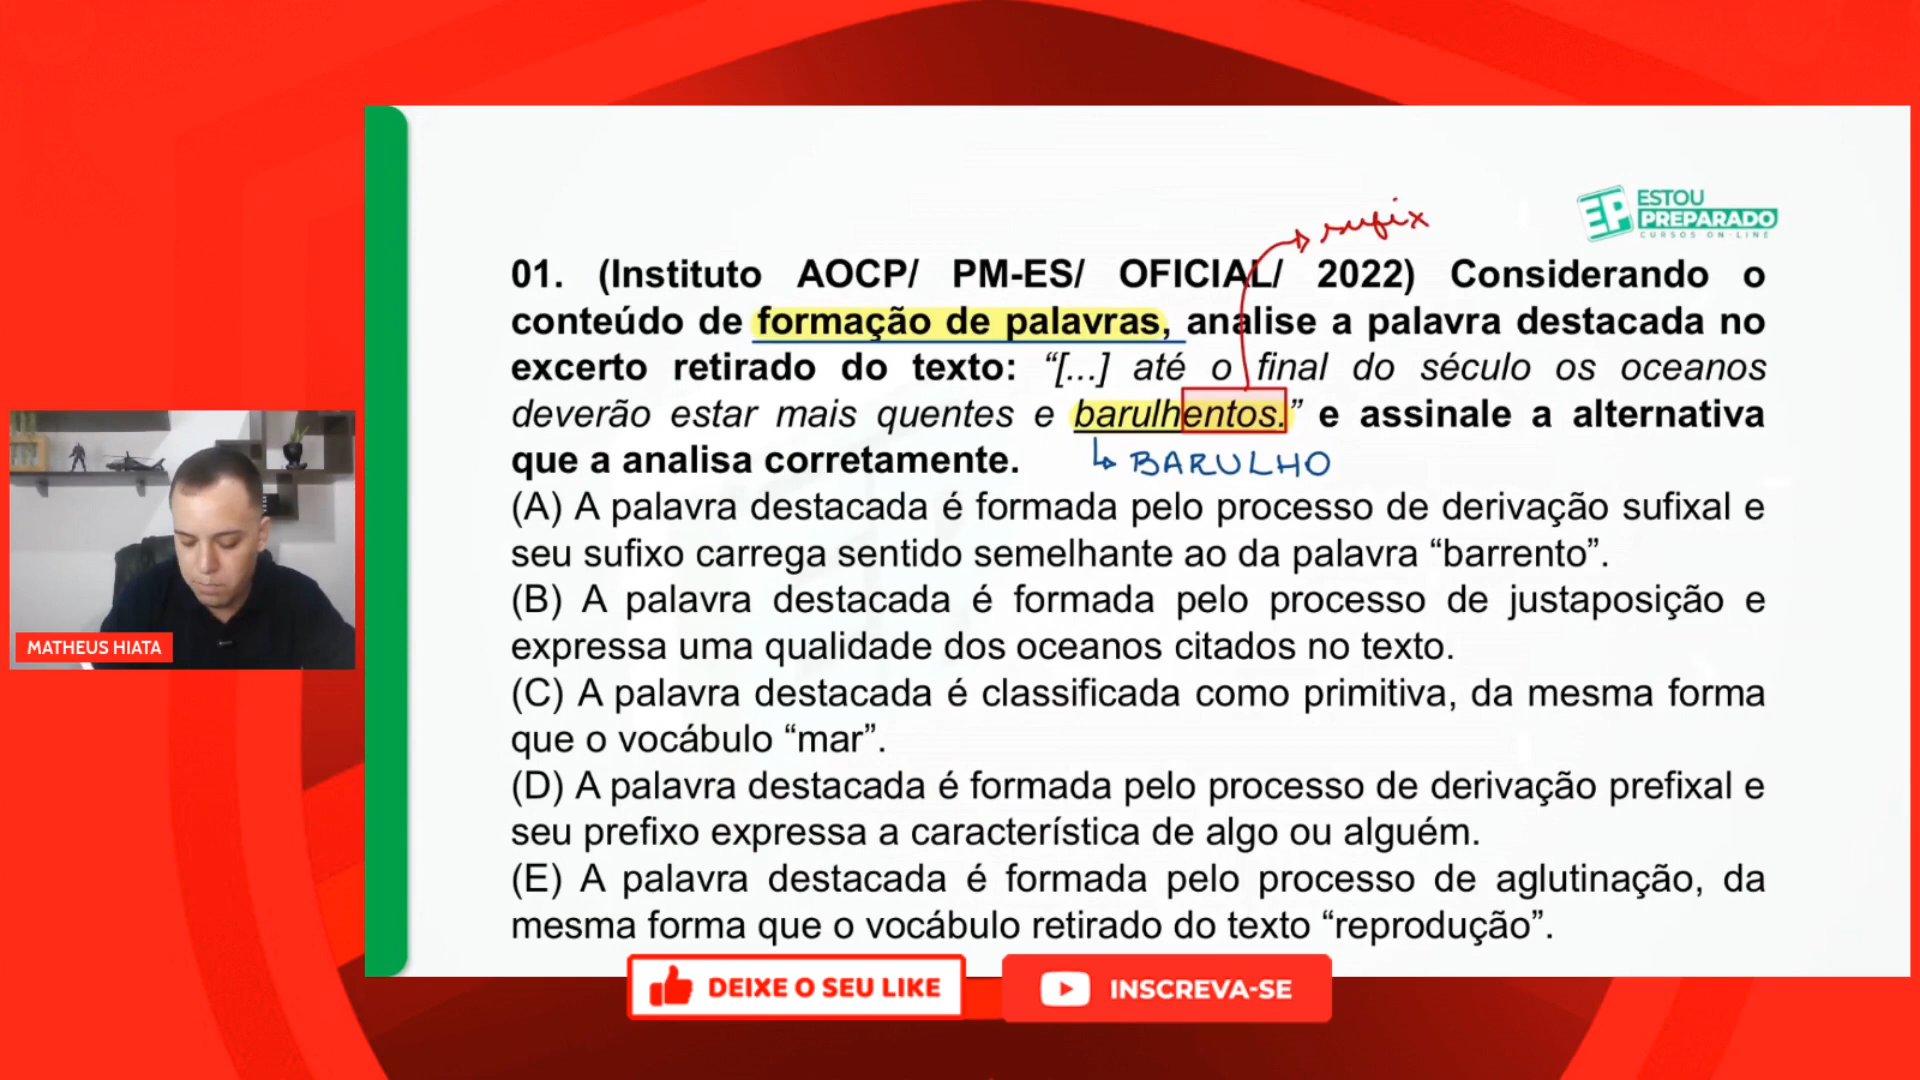 ESTOU
PREPARADO
CURSOS ON-LINE
sufix
01. (Instituto AOCP/ PM-ES/ OFICIAL/ 2022) Considerando o
conteúdo de formação de palavras, analise a palavra destacada no
excerto retirado do texto: “[...] até o final do século os oceanos
deverão estar mais quentes e barulhentos.” e assinale a alternativa
que a analisa corretamente.
BARULHO
(A) A palavra destacada é formada pelo processo de derivação sufixal e
seu sufixo carrega sentido semelhante ao da palavra “barrento”.
(B) A palavra destacada é formada pelo processo de justaposição e
expressa uma qualidade dos oceanos citados no texto.
(C) A palavra destacada é classificada como primitiva, da mesma forma
que o vocábulo “mar”.
(D) A palavra destacada é formada pelo processo de derivação prefixal e
seu prefixo expressa a característica de algo ou alguém.
(E) A palavra destacada é formada pelo processo de aglutinação, da
mesma forma que o vocábulo retirado do texto “reprodução”.
MATHEUS HIATA
DEIXE O SEU LIKE
INSCREVA-SE